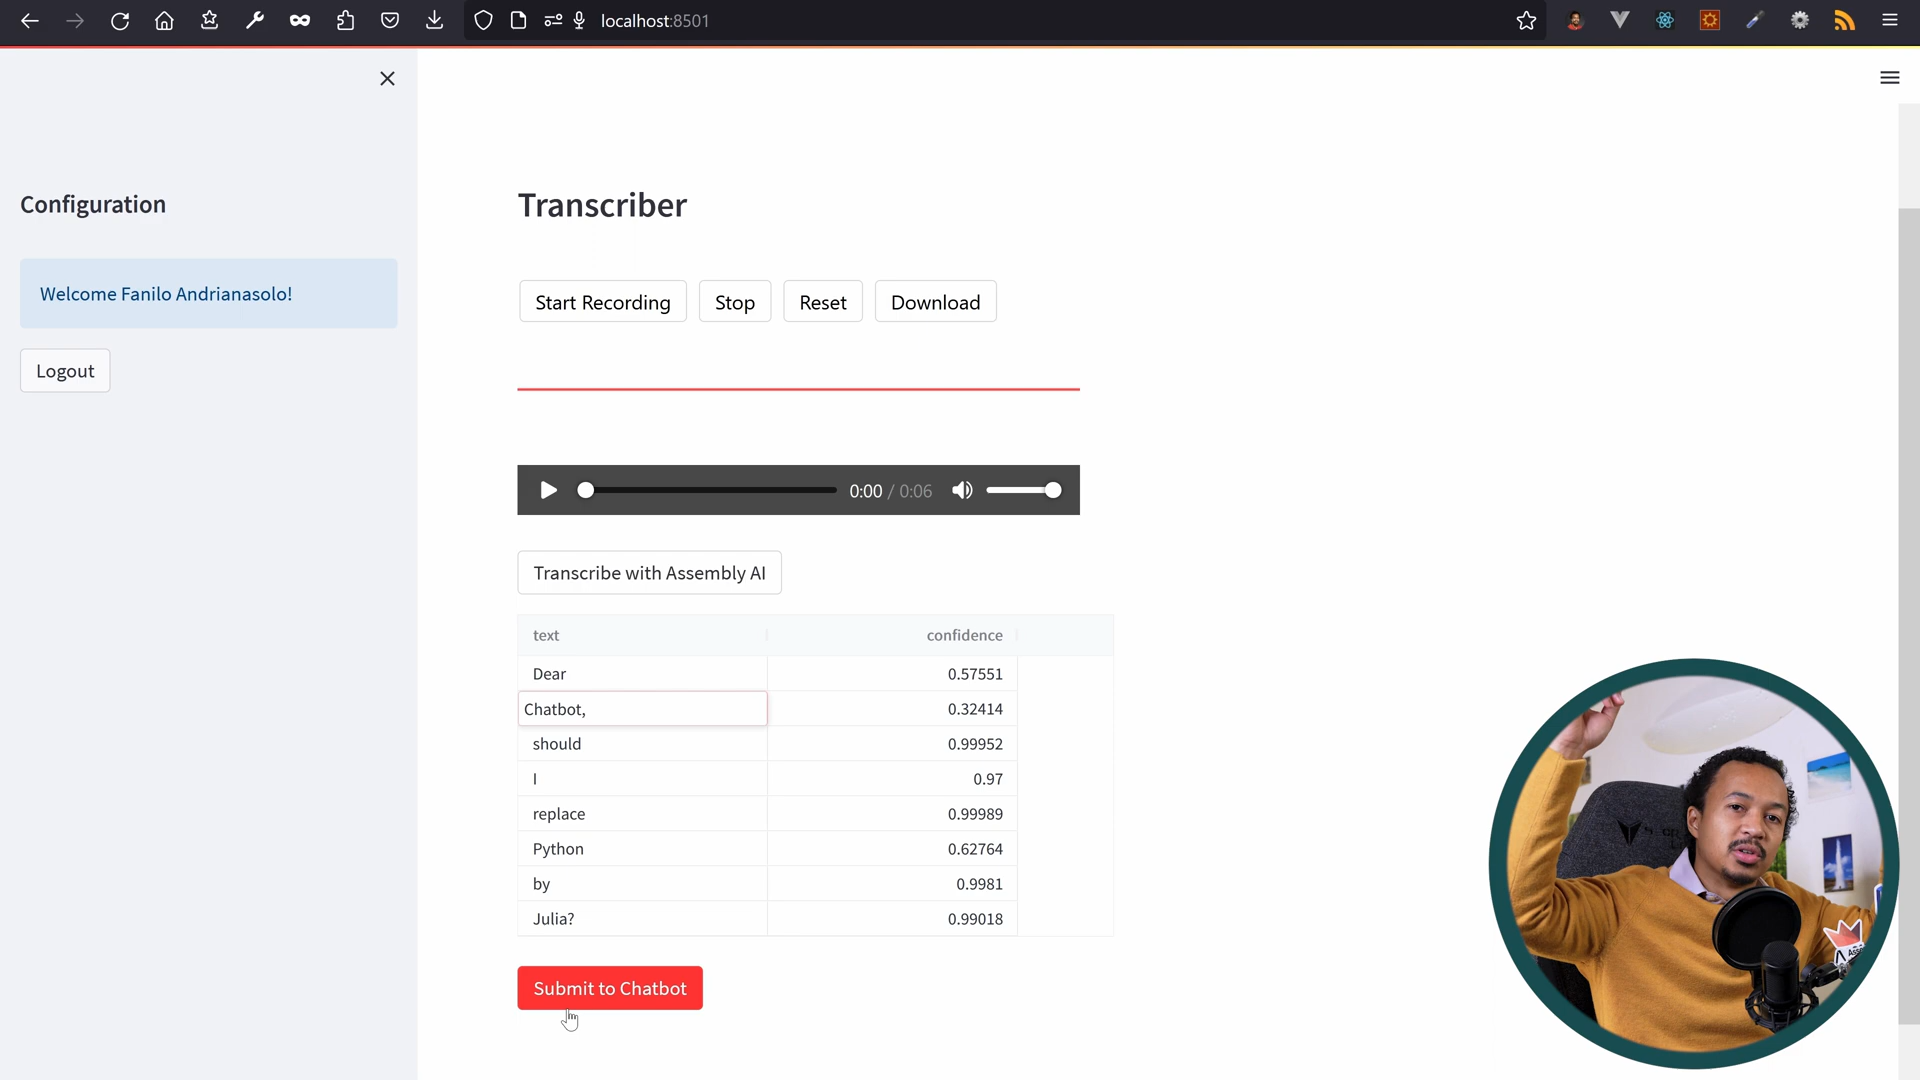 localhost:8501
Configuration
Welcome Fanilo Andrianasolo!
Logout
Transcriber
Start Recording
Stop
Reset
Download
0:00 / 0:06
Transcribe with Assembly AI
text confidence
Dear 0.57551
Chatbot, 0.32414
should 0.99952
I 0.97
replace 0.99989
Python 0.62764
by 0.9981
Julia? 0.99018
Submit to Chatbot